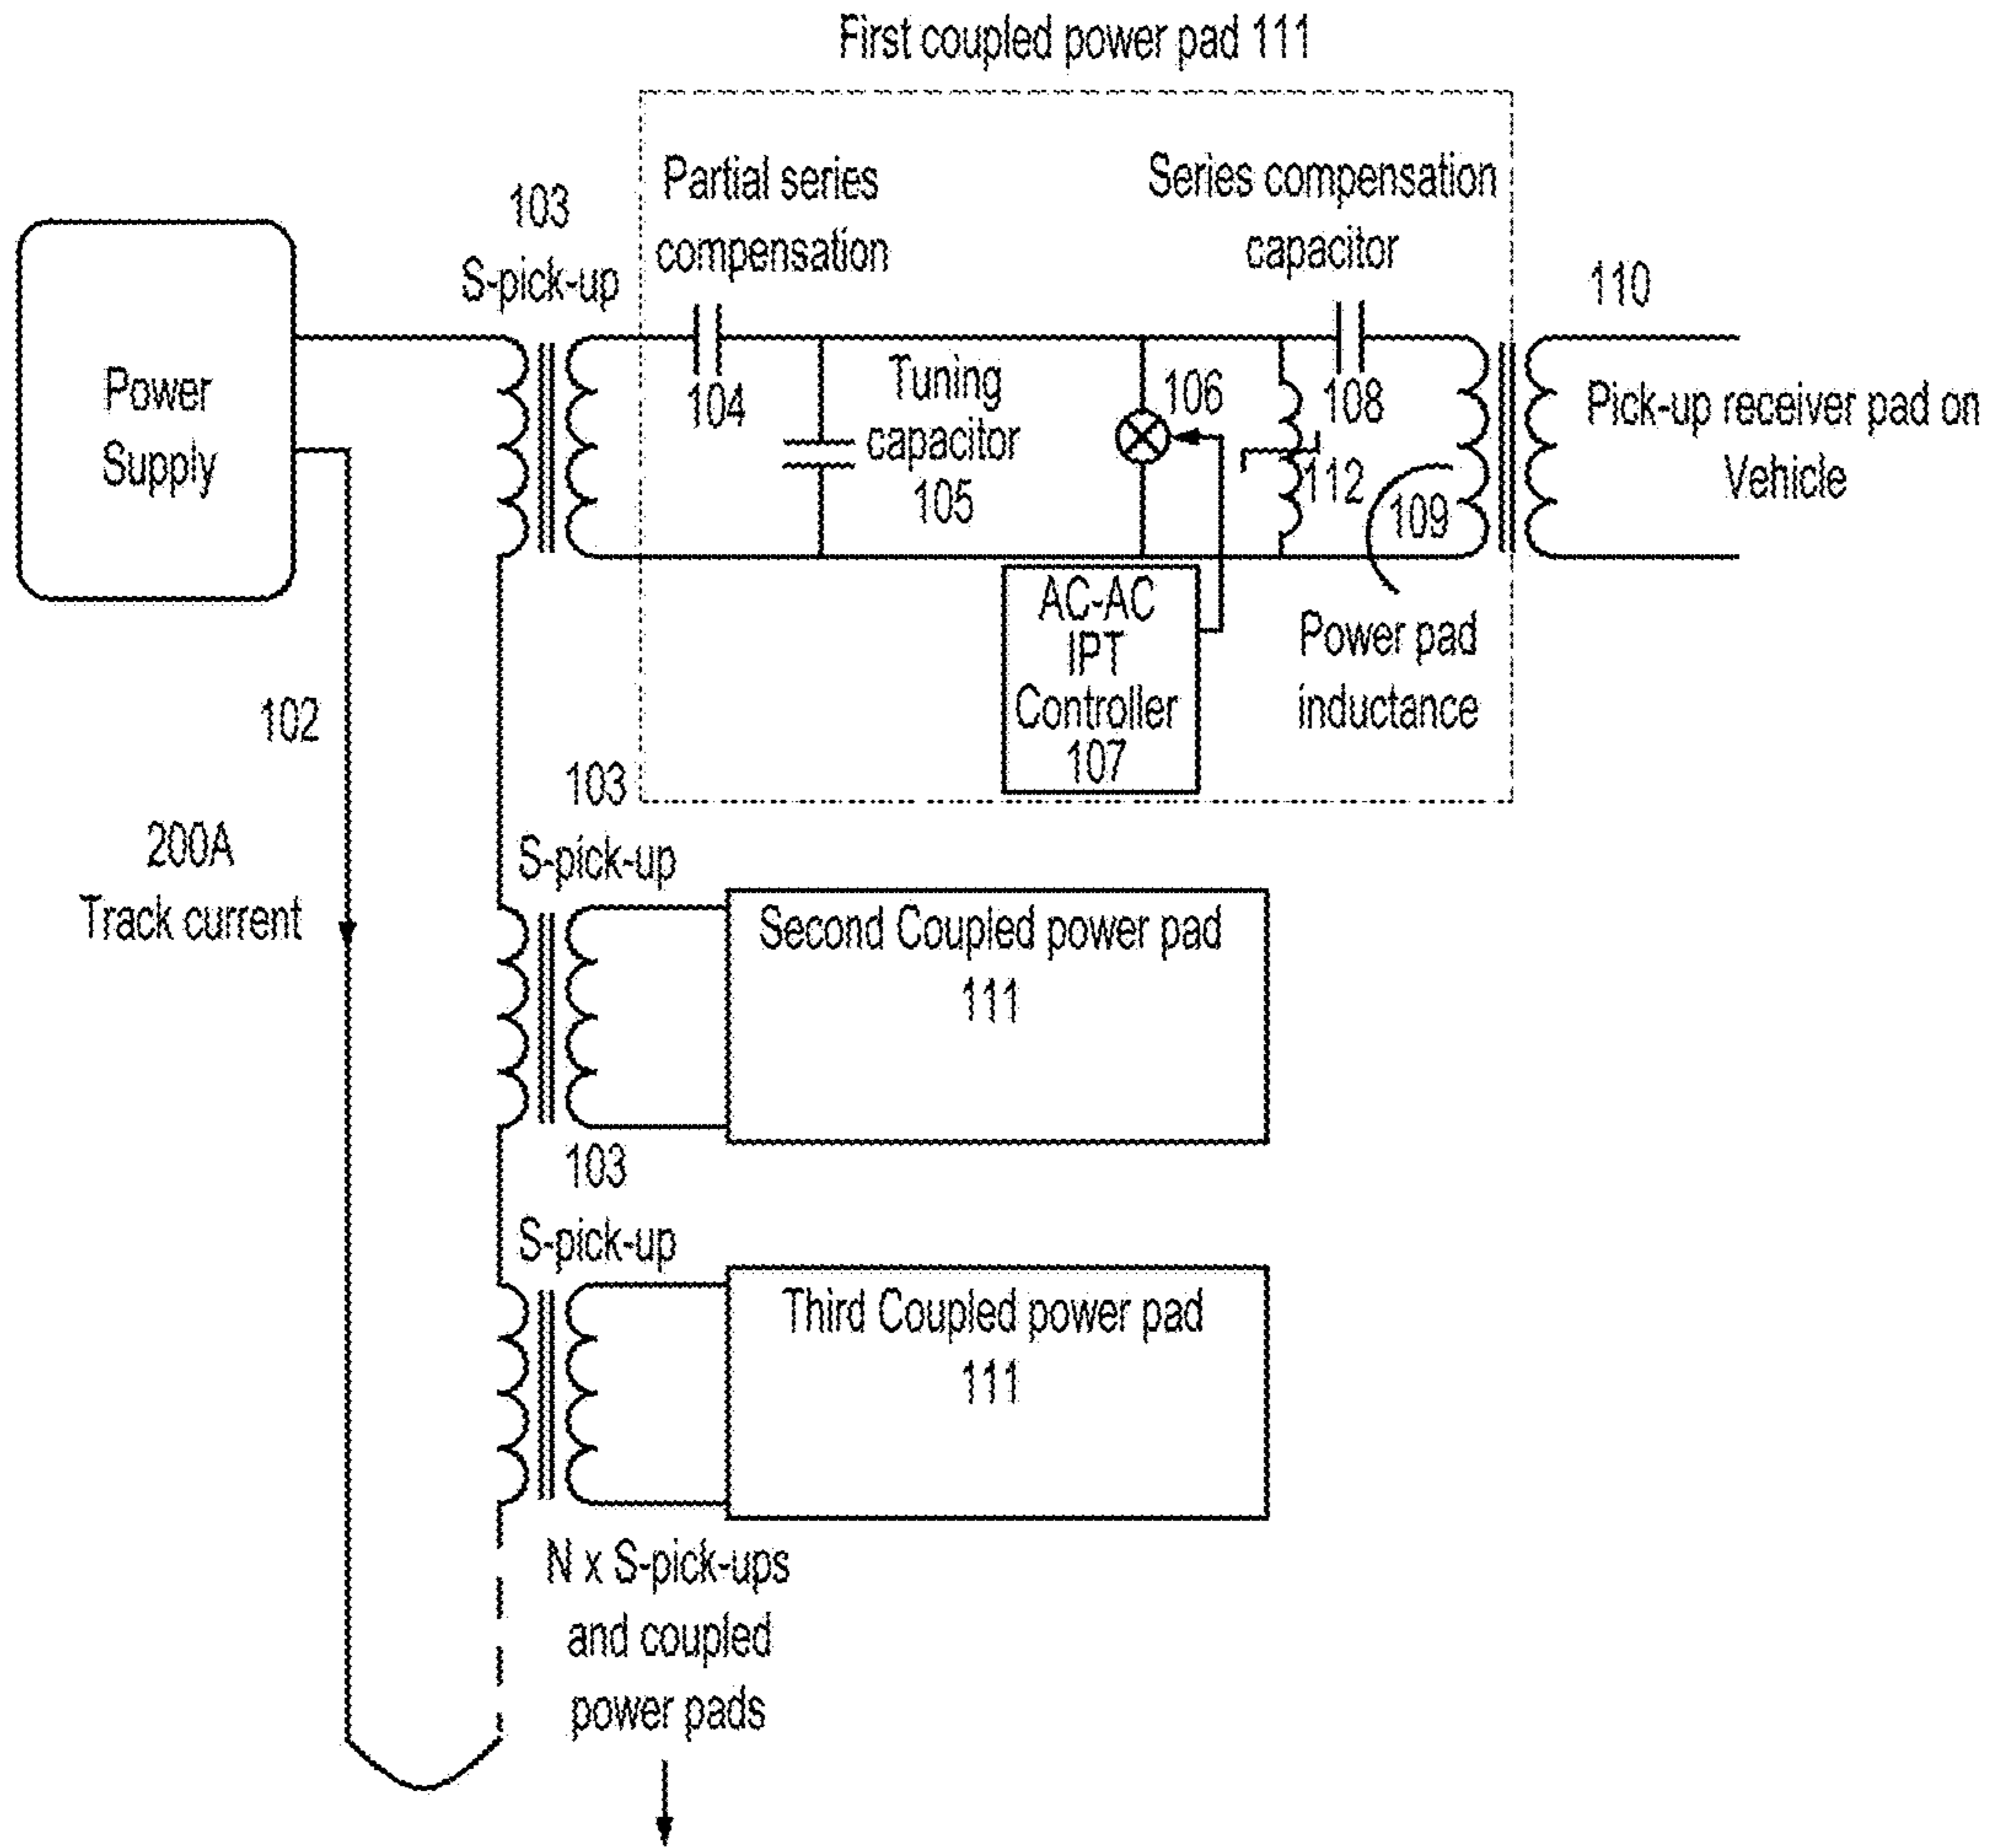 First coupled power pad 111
Partial series
compensation
Series compensation
capacitor
103
S-pick-up
110
Power
Supply
104
Tuning
capacitor
105
106
108
112
109
Pick-up receiver pad on
Vehicle
AC-AC
IPT
Controller
107
Power pad
inductance
102
200A
Track current
103
S-pick-up
Second Coupled power pad
111
103
S-pick-up
Third Coupled power pad
111
N x S-pick-ups
and coupled
power pads